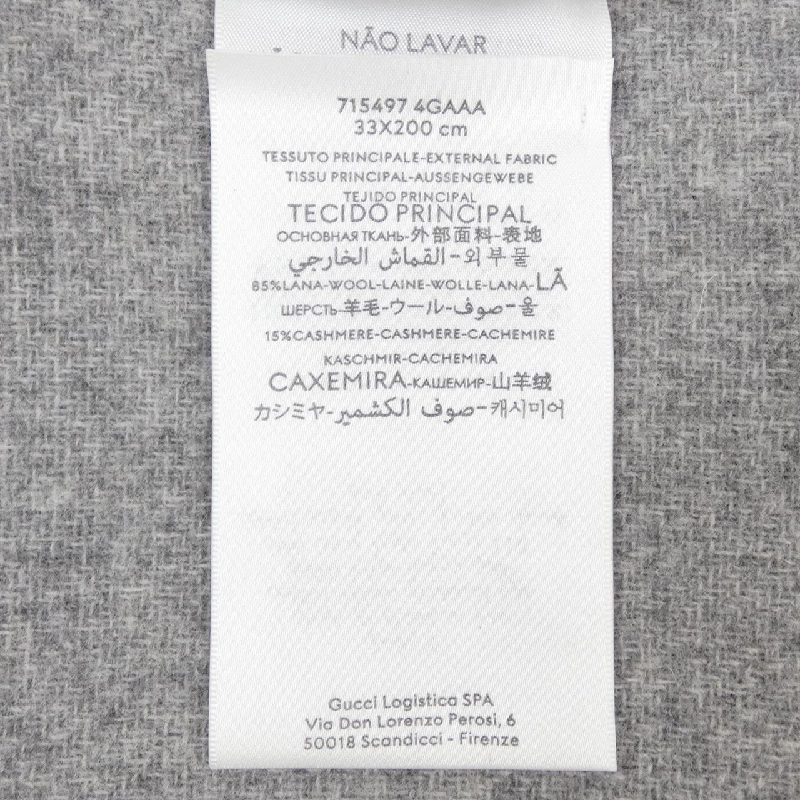 NÃO LAVAR
715497 4GAAA
33X200 cm
TESSUTO PRINCIPALE-EXTERNAL FABRIC
TISSU PRINCIPAL-AUSSENGEWEBE
TEJIDO PRINCIPAL
TECIDO PRINCIPAL
ОСНОВНАЯ ТКАНЬ-外部面料-表地
القماش الخارجي-외부물
85%LANA-WOOL-LAINE-WOLLE-LANA-LÃ
ШЕРСТЬ-羊毛-ウール-صوف-울
15%CASHMERE-CASHMERE-CACHEMIRE
KASCHMIR-CACHEMIRA
CAXEMIRA-КАШЕМИР-山羊绒
カシミヤ-صوف الكشمير-캐시미어
Gucci Logistica SPA
Via Don Lorenzo Perosi, 6
50018 Scandicci - Firenze